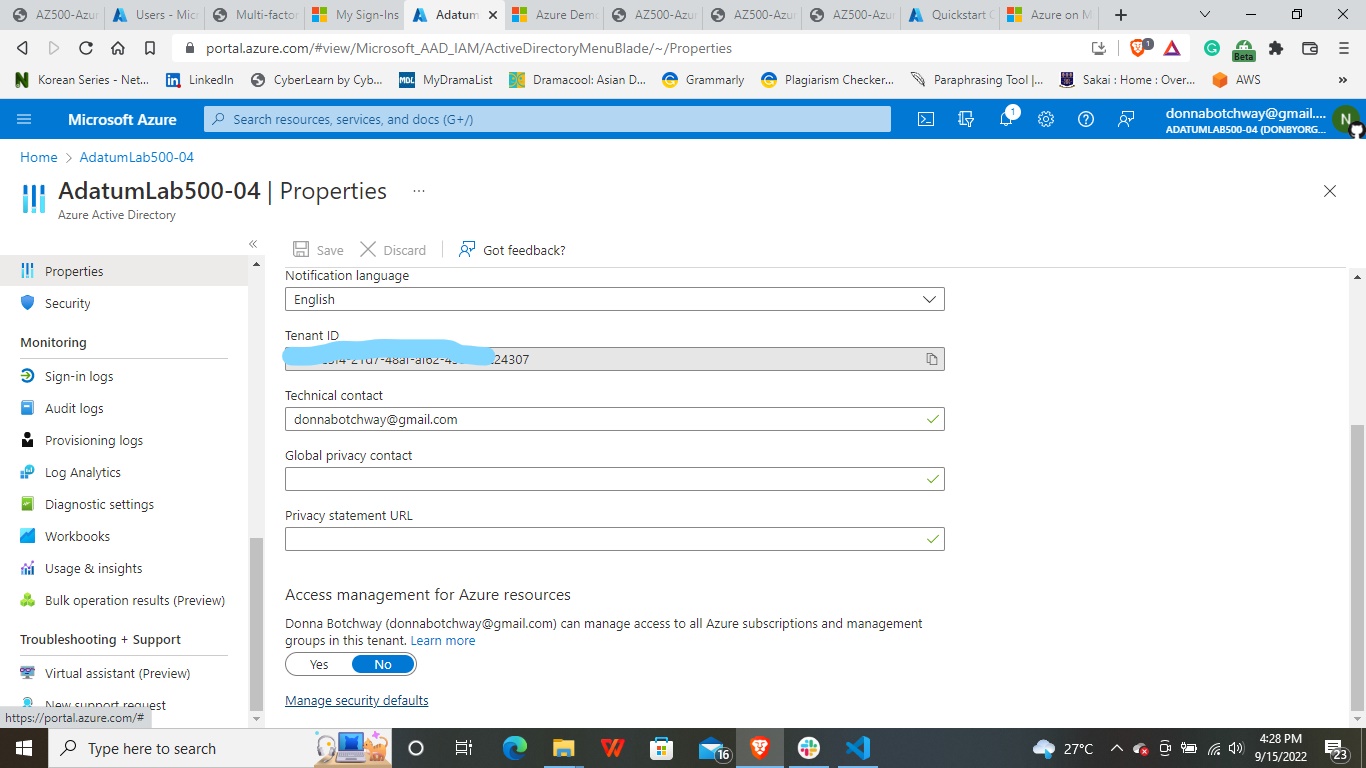 AZ500-Azu
Users - Micr
Multi-factor
My Sign-Ins
Adatum
Azure Dem
AZ500-Azu
AZ500-Azu
AZ500-Azu
Quickstart C
Azure on M
portal.azure.com/#view/Microsoft_AAD_IAM/ActiveDirectoryMenuBlade/~/Properties
1
Beta
Korean Series - Net...
LinkedIn
CyberLearn by Cyb...
MDL
MyDramaList
Dramacool: Asian D...
Grammarly
Plagiarism Checker...
Paraphrasing Tool |...
Sakai : Home : Over...
AWS
»
Microsoft Azure
Search resources, services, and docs (G+/)
1
donnabotchway@gmail....
ADATUMLAB500-04 (DONBYORG...
N
Home > AdatumLab500-04
AdatumLab500-04 | Properties ...
Azure Active Directory
«
Save
Discard
Got feedback?
Properties
Security
Monitoring
Sign-in logs
Audit logs
Provisioning logs
Log Analytics
Diagnostic settings
Workbooks
Usage & insights
Bulk operation results (Preview)
Troubleshooting + Support
Virtual assistant (Preview)
New support request
https://portal.azure.com/#
Notification language
English
Tenant ID
24307
Technical contact
donnabotchway@gmail.com
Global privacy contact
Privacy statement URL
Access management for Azure resources
Donna Botchway (donnabotchway@gmail.com) can manage access to all Azure subscriptions and management
groups in this tenant. Learn more
Yes No
Manage security defaults
Type here to search
16
27°C
4:28 PM
9/15/2022
23